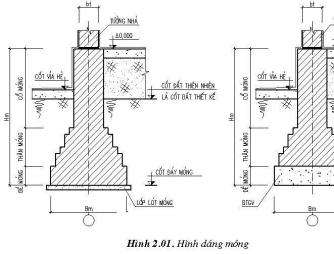 bt
bt
TƯỜNG NHÀ
±0,000
CỐT VỈA HÈ
CỐT VỈA HÈ
CỐT ĐẤT THIÊN NHIÊN
LÀ CỐT ĐẤT THIẾT KẾ
CỔ MÓNG
CỔ MÓNG
Hm
Hm
THÂN MÓNG
THÂN MÓNG
CỐT ĐÁY MÓNG
ĐẾ MÓNG
ĐẾ MÓNG
LỚP LÓT MÓNG
BTGV
Bm
Bm
Hình 2.01. Hình dáng móng